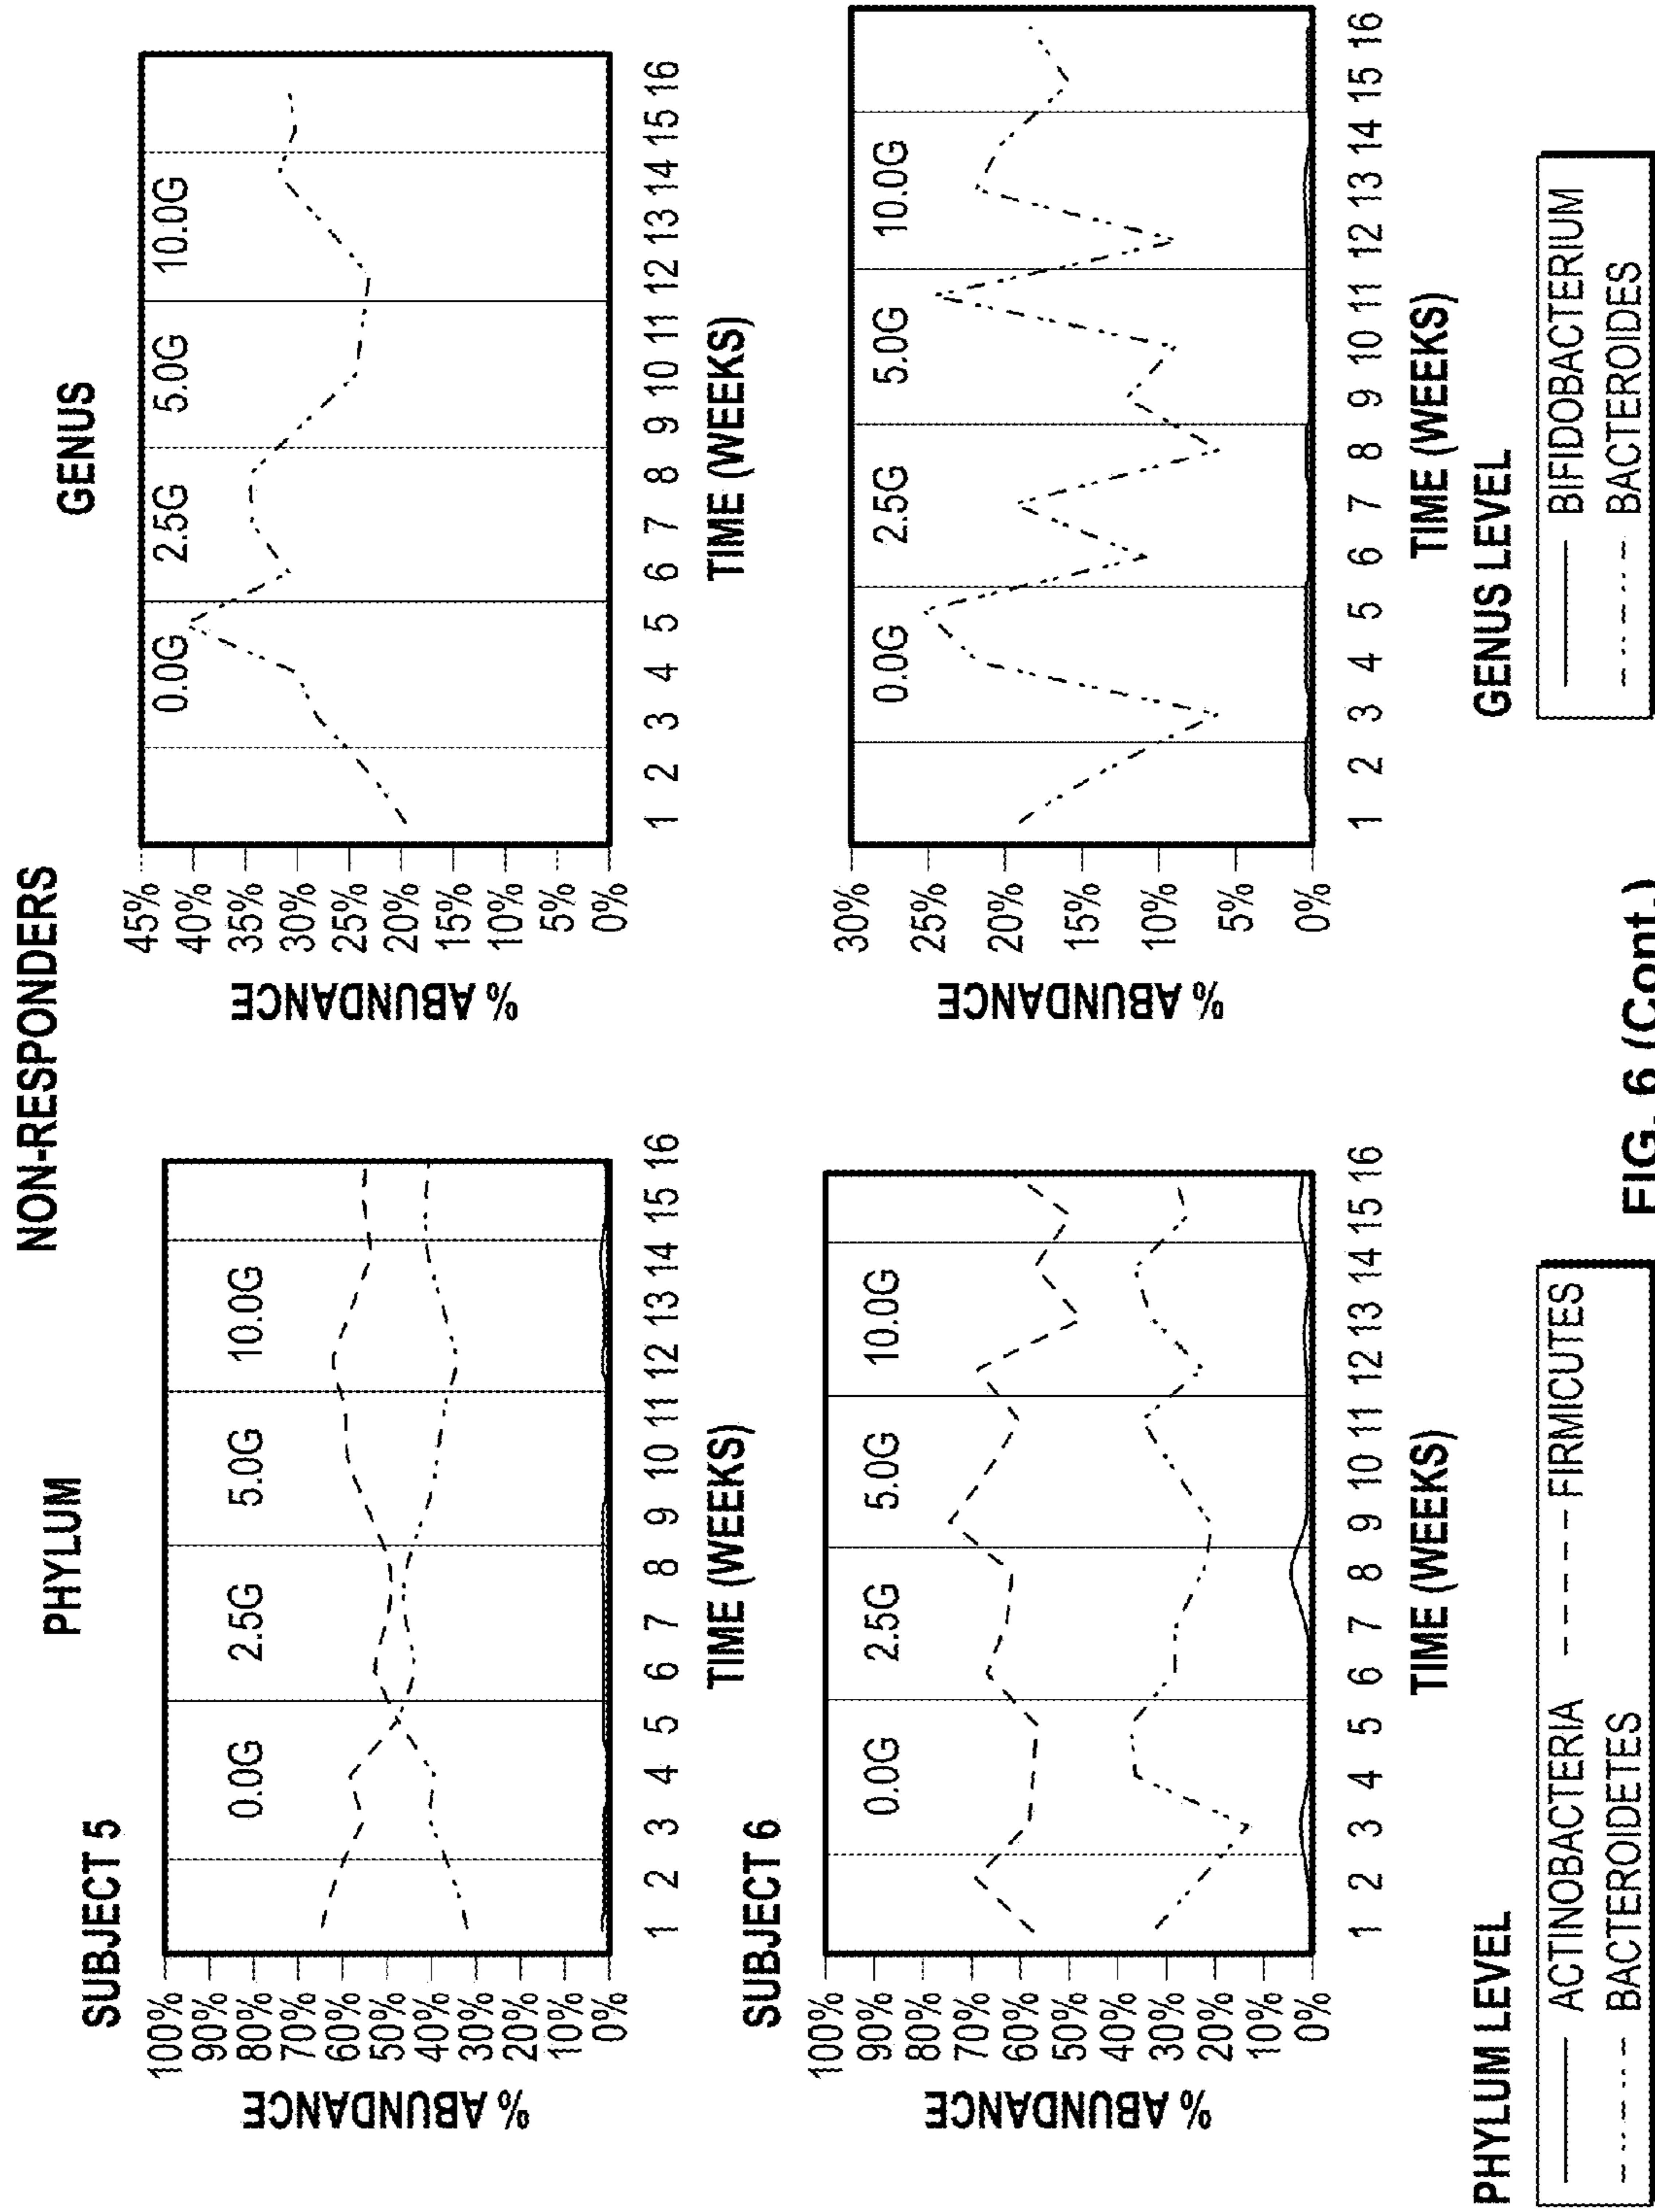 NON-RESPONDERS
PHYLUM
GENUS
SUBJECT 5
100%
90%
80%
70%
60%
50%
40%
30%
20%
10%
0%
% ABUNDANCE
0.0G 2.5G 5.0G 10.0G
1 2 3 4 5 6 7 8 9 10 11 12 13 14 15 16
TIME (WEEKS)
45%
40%
35%
30%
25%
20%
15%
10%
5%
0%
% ABUNDANCE
0.0G 2.5G 5.0G 10.0G
1 2 3 4 5 6 7 8 9 10 11 12 13 14 15 16
TIME (WEEKS)
SUBJECT 6
100%
90%
80%
70%
60%
50%
40%
30%
20%
10%
0%
% ABUNDANCE
0.0G 2.5G 5.0G 10.0G
1 2 3 4 5 6 7 8 9 10 11 12 13 14 15 16
TIME (WEEKS)
30%
25%
20%
15%
10%
5%
0%
% ABUNDANCE
0.0G 2.5G 5.0G 10.0G
1 2 3 4 5 6 7 8 9 10 11 12 13 14 15 16
TIME (WEEKS)
PHYLUM LEVEL
ACTINOBACTERIA FIRMICUTES
BACTEROIDETES
GENUS LEVEL
BIFIDOBACTERIUM
BACTEROIDES
FIG. 6 (Cont.)